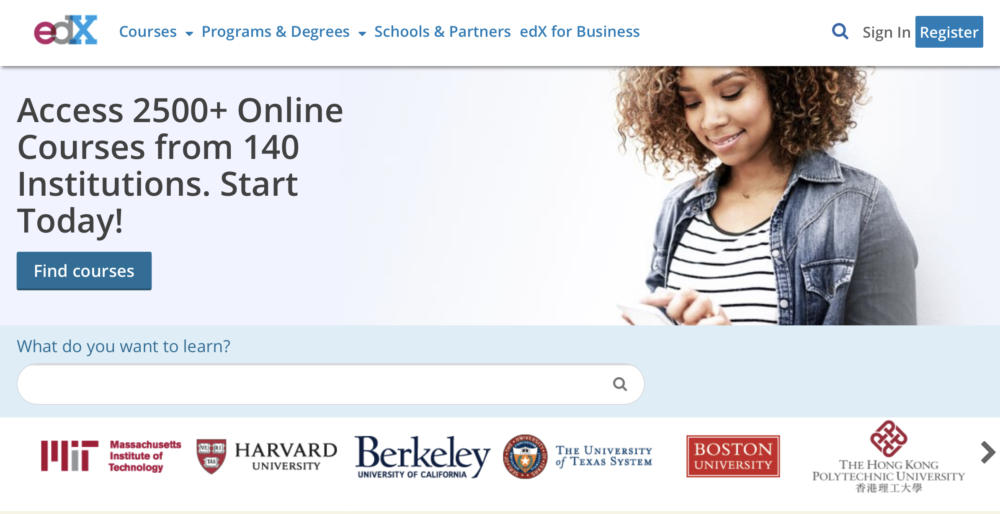 edX
Courses
Programs & Degrees
Schools & Partners
edX for Business
Sign In
Register
Access 2500+ Online
Courses from 140
Institutions. Start
Today!
Find courses
What do you want to learn?
MIT
Massachusetts
Institute of
Technology
VE RI
TAS
HARVARD
UNIVERSITY
Berkeley
UNIVERSITY OF CALIFORNIA
THE UNIVERSITY
of TEXAS SYSTEM
BOSTON
UNIVERSITY
THE HONG KONG
POLYTECHNIC UNIVERSITY
香港理工大學